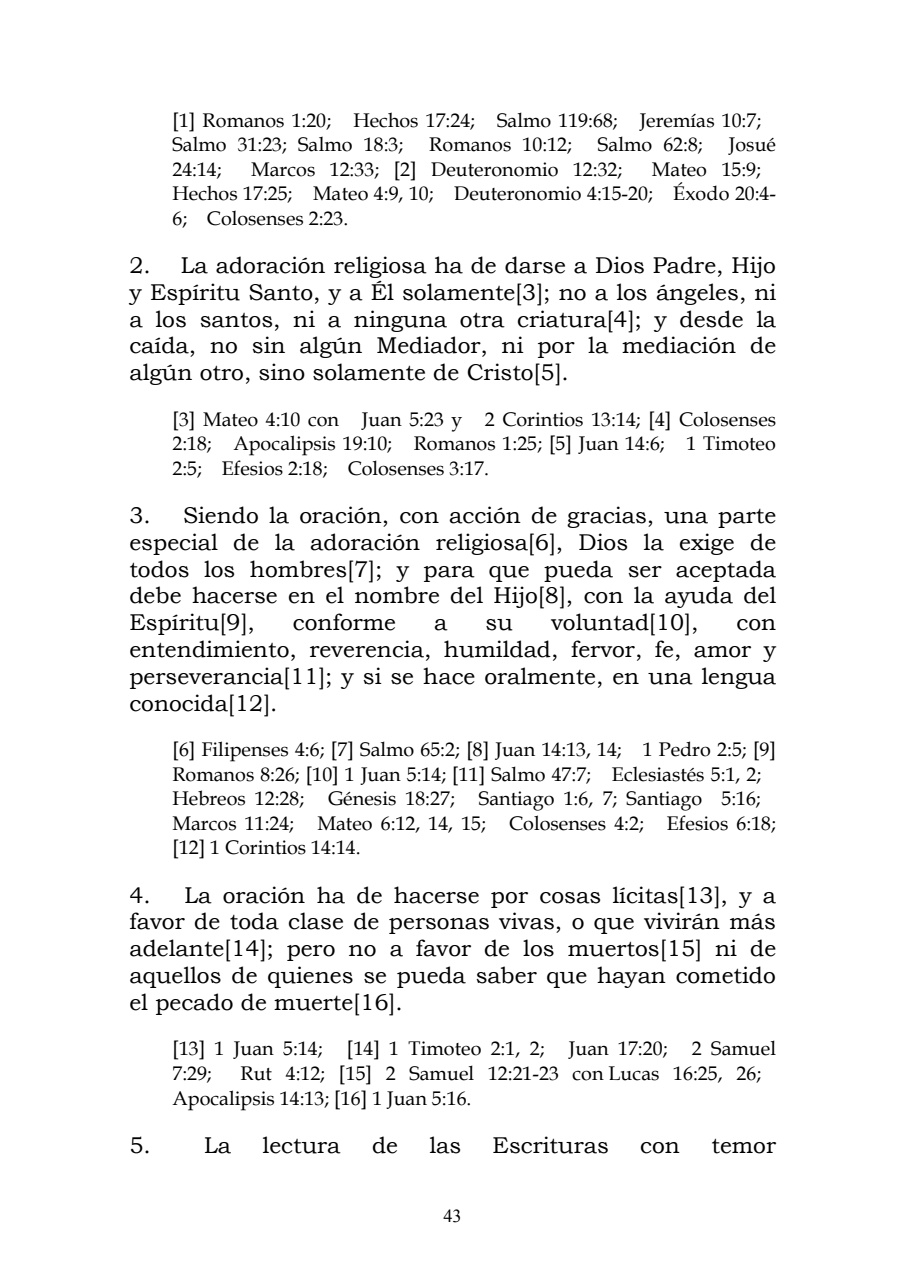 [1] Romanos 1:20; Hechos 17:24; Salmo 119:68; Jeremías 10:7;
Salmo 31:23; Salmo 18:3; Romanos 10:12; Salmo 62:8; Josué
24:14; Marcos 12:33; [2] Deuteronomio 12:32; Mateo 15:9;
Hechos 17:25; Mateo 4:9, 10; Deuteronomio 4:15-20; Éxodo 20:4-
6; Colosenses 2:23.
2. La adoración religiosa ha de darse a Dios Padre, Hijo
y Espíritu Santo, y a Él solamente[3]; no a los ángeles, ni
a los santos, ni a ninguna otra criatura[4]; y desde la
caída, no sin algún Mediador, ni por la mediación de
algún otro, sino solamente de Cristo[5].
[3] Mateo 4:10 con Juan 5:23 y 2 Corintios 13:14; [4] Colosenses
2:18; Apocalipsis 19:10; Romanos 1:25; [5] Juan 14:6; 1 Timoteo
2:5; Efesios 2:18; Colosenses 3:17.
3. Siendo la oración, con acción de gracias, una parte
especial de la adoración religiosa[6], Dios la exige de
todos los hombres[7]; y para que pueda ser aceptada
debe hacerse en el nombre del Hijo[8], con la ayuda del
Espíritu[9], conforme a su voluntad[10], con
entendimiento, reverencia, humildad, fervor, fe, amor y
perseverancia[11]; y si se hace oralmente, en una lengua
conocida[12].
[6] Filipenses 4:6; [7] Salmo 65:2; [8] Juan 14:13, 14; 1 Pedro 2:5; [9]
Romanos 8:26; [10] 1 Juan 5:14; [11] Salmo 47:7; Eclesiastés 5:1, 2;
Hebreos 12:28; Génesis 18:27; Santiago 1:6, 7; Santiago 5:16;
Marcos 11:24; Mateo 6:12, 14, 15; Colosenses 4:2; Efesios 6:18;
[12] 1 Corintios 14:14.
4. La oración ha de hacerse por cosas lícitas[13], y a
favor de toda clase de personas vivas, o que vivirán más
adelante[14]; pero no a favor de los muertos[15] ni de
aquellos de quienes se pueda saber que hayan cometido
el pecado de muerte[16].
[13] 1 Juan 5:14; [14] 1 Timoteo 2:1, 2; Juan 17:20; 2 Samuel
7:29; Rut 4:12; [15] 2 Samuel 12:21-23 con Lucas 16:25, 26;
Apocalipsis 14:13; [16] 1 Juan 5:16.
5. La lectura de las Escrituras con temor
43